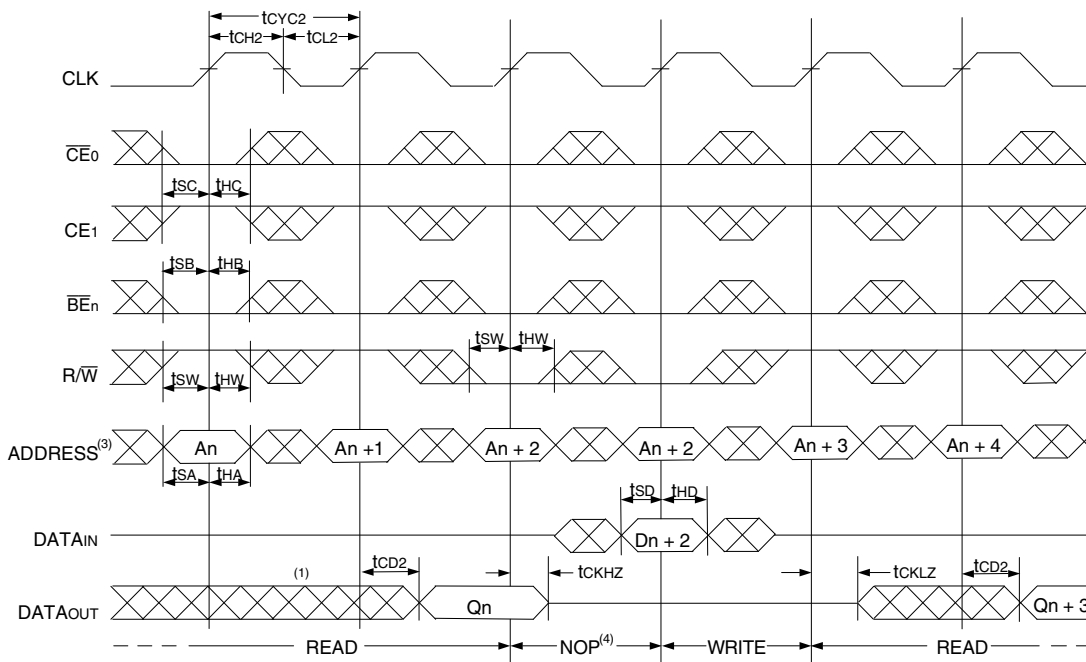 tCYC2
tCH2 tCL2
CLK
CE0
tSC tHC
CE1
tSB tHB
BEn
tSW tHW
R/W
tSW tHW
ADDRESS(3) An An +1 An + 2 An + 2 An + 3 An + 4
tSA tHA
tSD tHD
DATAIN Dn + 2
(1) tCD2 tCKHZ tCKLZ tCD2
DATAOUT Qn Qn + 3
READ NOP(4) WRITE READ